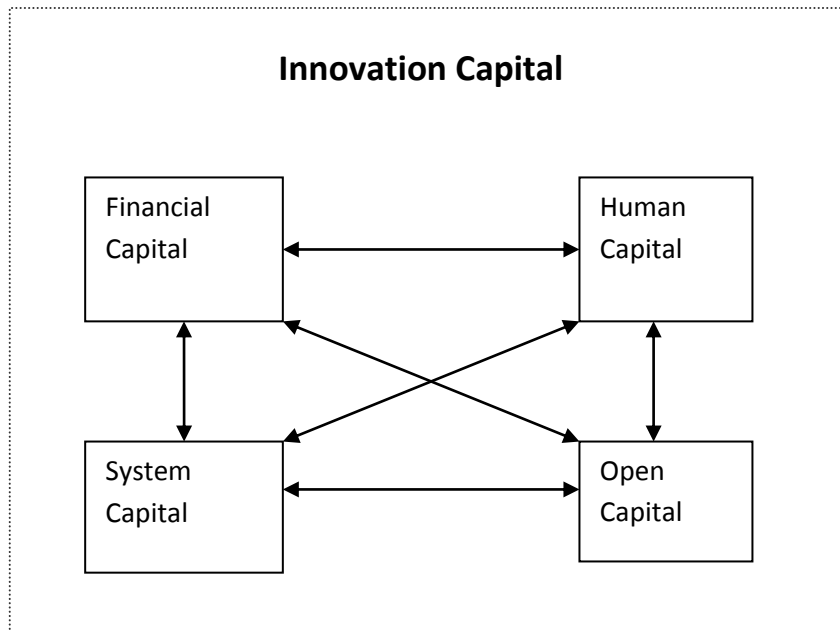 Innovation Capital
Financial
Capital
Human
Capital
System
Capital
Open
Capital